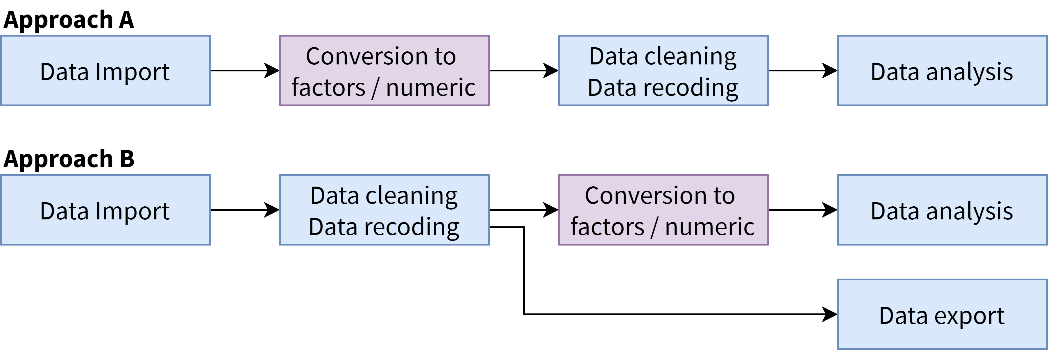 Approach A
Data Import
Conversion to
factors / numeric
Data cleaning
Data recoding
Data analysis
Approach B
Data Import
Data cleaning
Data recoding
Conversion to
factors / numeric
Data analysis
Data export